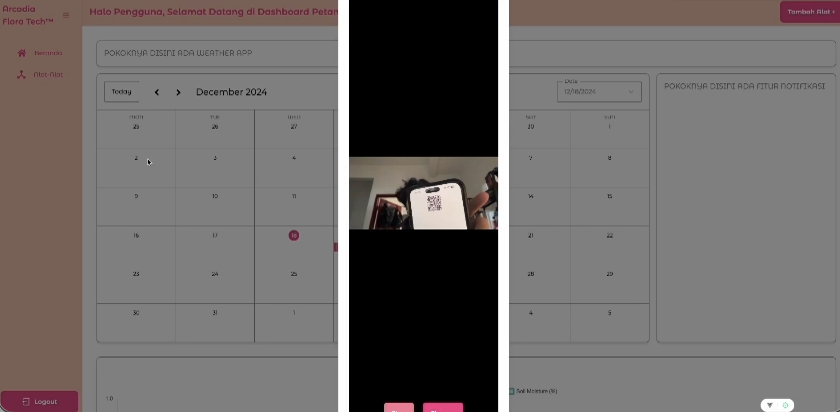 Arcadia
Flora Tech™
Halo Pengguna, Selamat Datang di Dashboard Pelan
Tambah Alat +
Beranda
Alat-Alat
Logout
POKOKNYA DISINI ADA WEATHER APP
Today
December 2024
Date
12/18/2024
MON TUE WED SAT SUN
25 26 27 30 1
2 3 4 7 8
9 10 11 14 15
16 17 18 21 22
23 24 25 28 29
30 31 1 4 5
POKOKNYA DISINI ADA FITUR NOTIFIKASI
1.0
Soil Moisture (%)